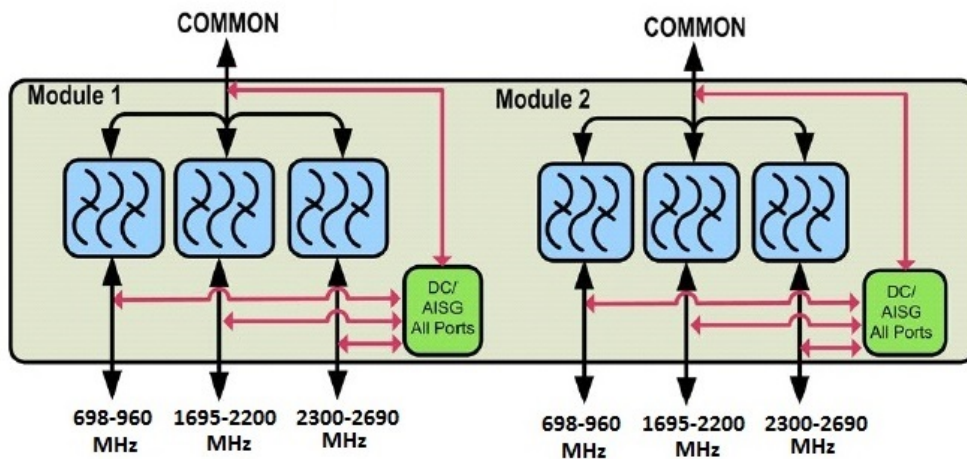 COMMON
COMMON
Module 1
Module 2
DC/
AISG
All Ports
DC/
AISG
All Ports
698-960
MHz
1695-2200
MHz
2300-2690
MHz
698-960
MHz
1695-2200
MHz
2300-2690
MHz